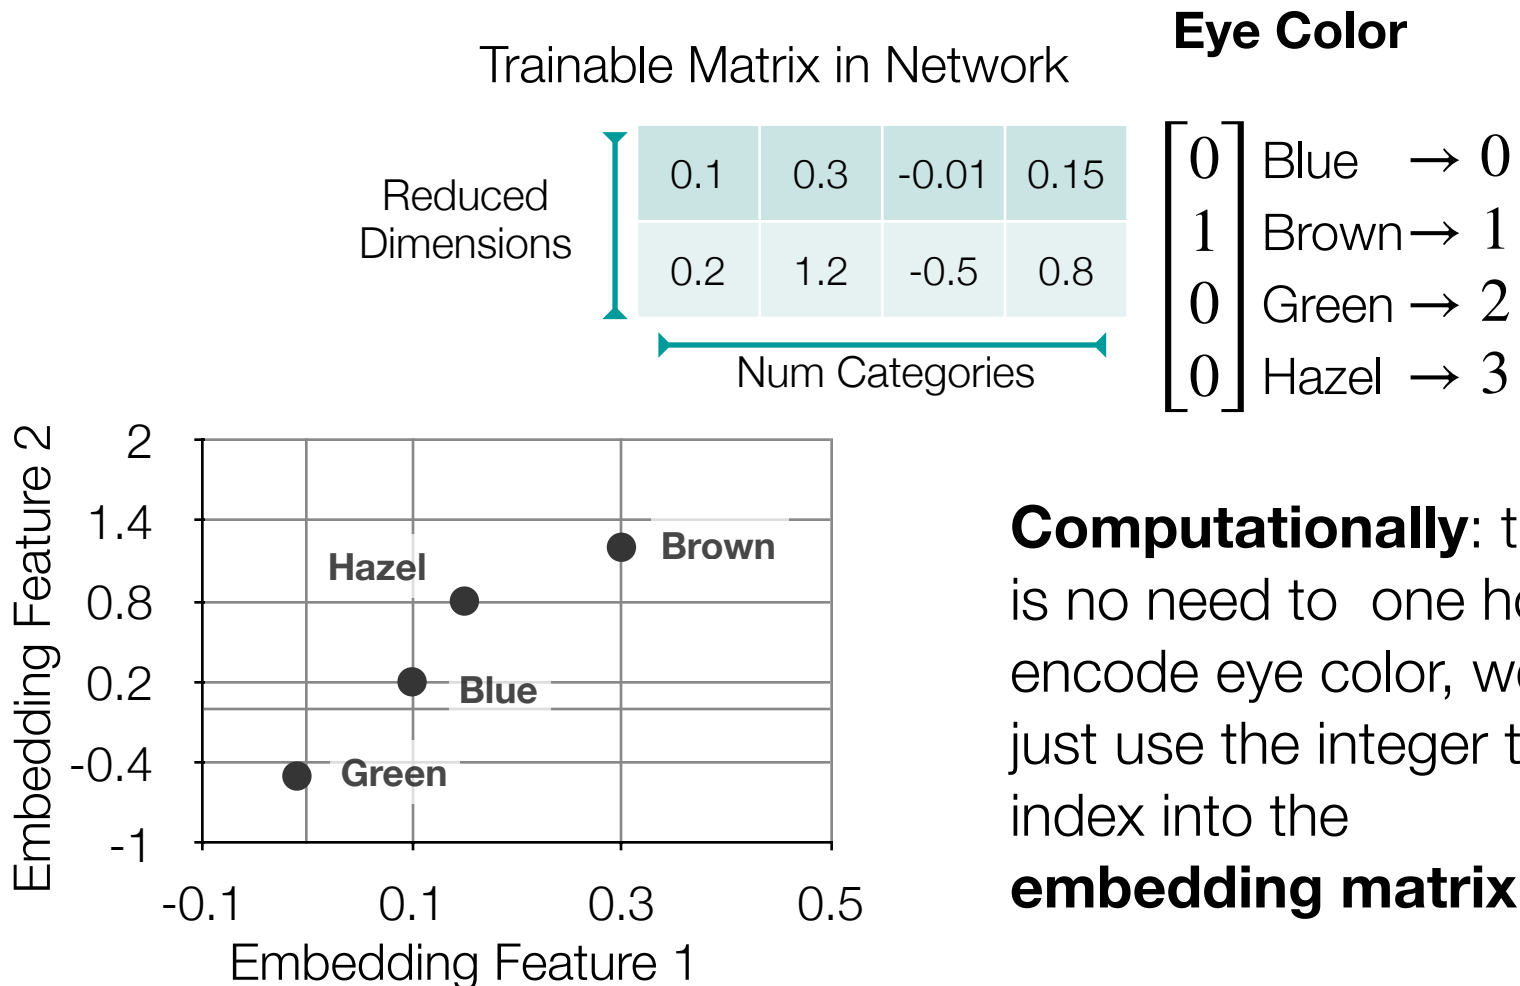 Eye Color
Trainable Matrix in Network
Reduced
Dimensions
0.1 0.3 -0.01 0.15
0.2 1.2 -0.5 0.8
Num Categories
0 Blue → 0
1 Brown → 1
0 Green → 2
0 Hazel → 3
Embedding Feature 2
2
1.4
0.8
0.2
-0.4
-1
Brown
Hazel
Blue
Green
-0.1 0.1 0.3 0.5
Embedding Feature 1
Computationally: t
is no need to one h
encode eye color, w
just use the integer t
index into the
embedding matrix